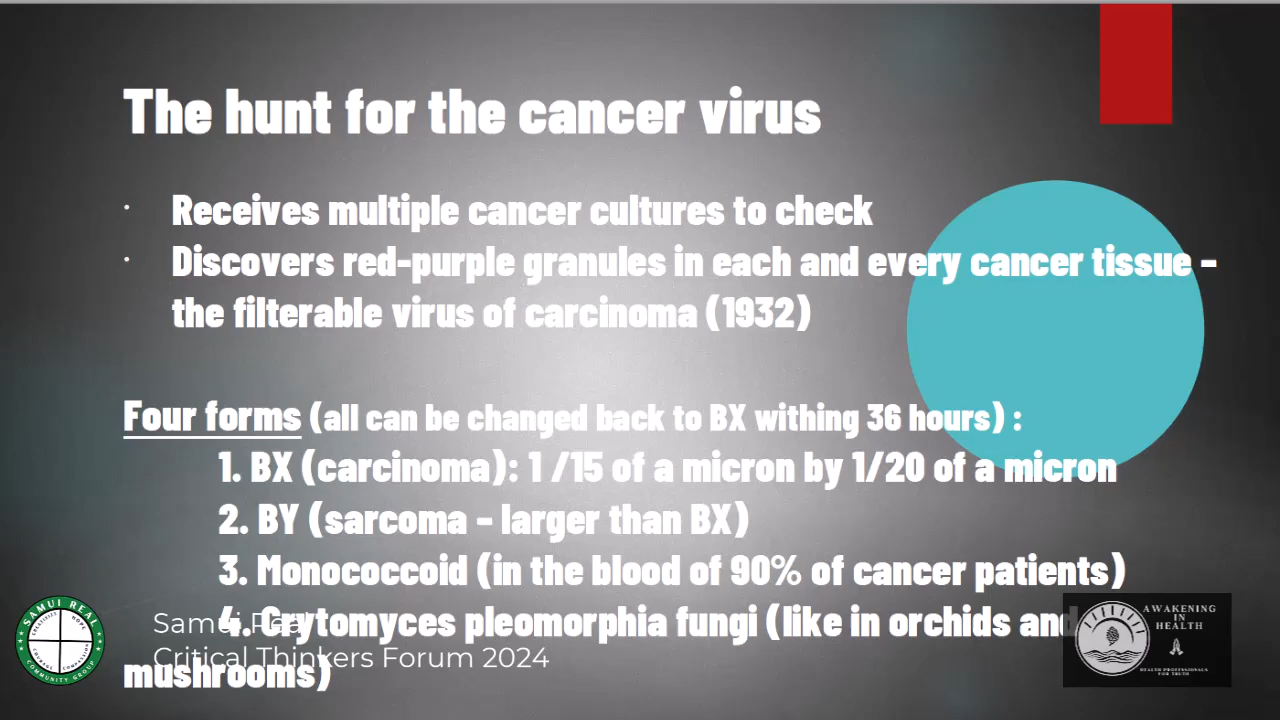 The hunt for the cancer virus
· Receives multiple cancer cultures to check
· Discovers red-purple granules in each and every cancer tissue –
the filterable virus of carcinoma (1932)
Four forms (all can be changed back to BX withing 36 hours) :
1. BX (carcinoma): 1 /15 of a micron by 1/20 of a micron
2. BY (sarcoma – larger than BX)
3. Monococcoid (in the blood of 90% of cancer patients)
4. Crytomyces pleomorphia fungi (like in orchids and
mushrooms)
Samui Real
Critical Thinkers Forum 2024
SAMUI REAL
COMMUNITY GROUP
AWAKENING
IN
HEALTH
HEALTH PROFESSIONALS
FOR TRUTH